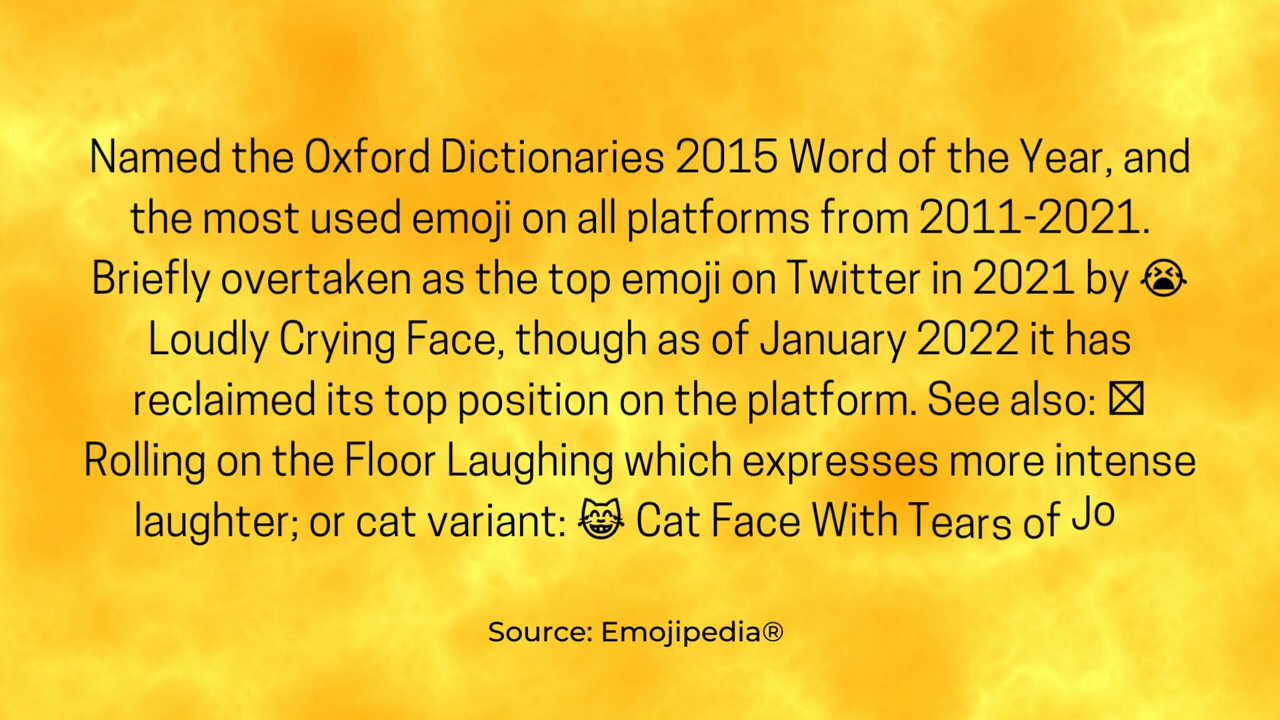 Named the Oxford Dictionaries 2015 Word of the Year, and
the most used emoji on all platforms from 2011-2021.
Briefly overtaken as the top emoji on Twitter in 2021 by 😭
Loudly Crying Face, though as of January 2022 it has
reclaimed its top position on the platform. See also: ☒
Rolling on the Floor Laughing which expresses more intense
laughter; or cat variant: 😹 Cat Face With Tears of Jo
Source: Emojipedia®